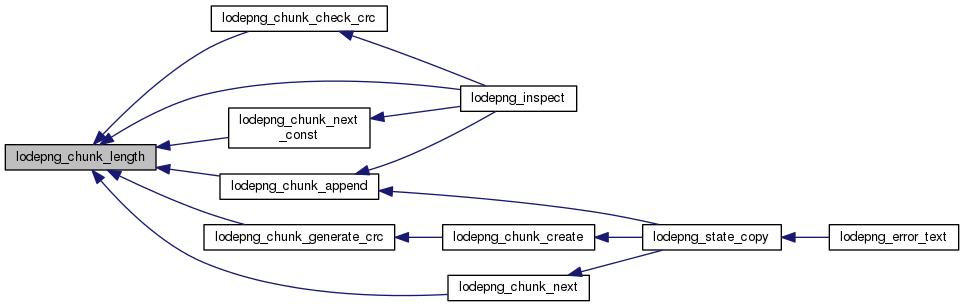 lodepng_chunk_check_crc
lodepng_inspect
lodepng_chunk_next
_const
lodepng_chunk_length
lodepng_chunk_append
lodepng_chunk_generate_crc
lodepng_chunk_create
lodepng_state_copy
lodepng_error_text
lodepng_chunk_next